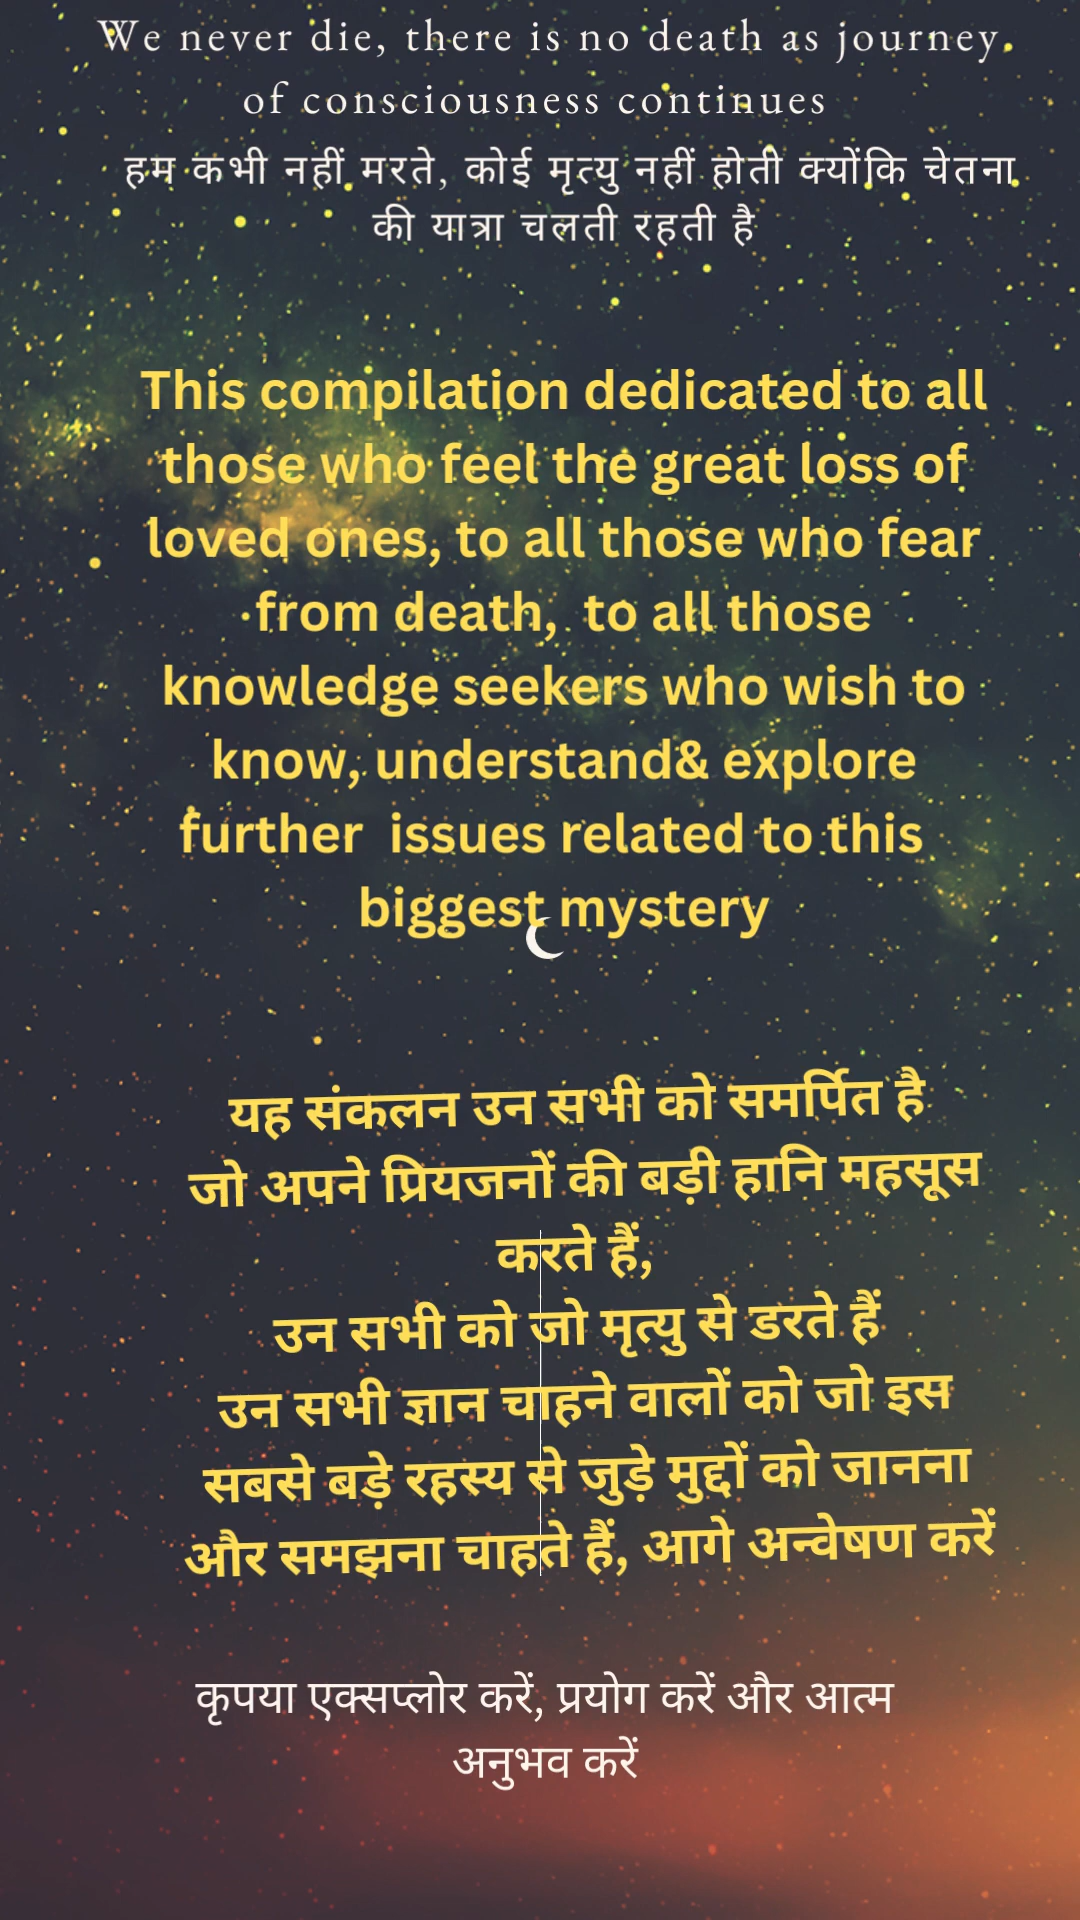 We never die, there is no death as journey
of consciousness continues
हम कभी नहीं मरते, कोई मृत्यु नहीं होती क्योंकि चेतना
की यात्रा चलती रहती है
This compilation dedicated to all
those who feel the great loss of
loved ones, to all those who fear
from death,  to all those
knowledge seekers who wish to
know, understand& explore
further  issues related to this
biggest mystery
यह संकलन उन सभी को समर्पित है
जो अपने प्रियजनों की बड़ी हानि महसूस
करते हैं,
उन सभी को जो मृत्यु से डरते हैं
उन सभी ज्ञान चाहने वालों को जो इस
सबसे बड़े रहस्य से जुड़े मुद्दों को जानना
और समझना चाहते हैं, आगे अन्वेषण करें
कृपया एक्सप्लोर करें, प्रयोग करें और आत्म
अनुभव करें